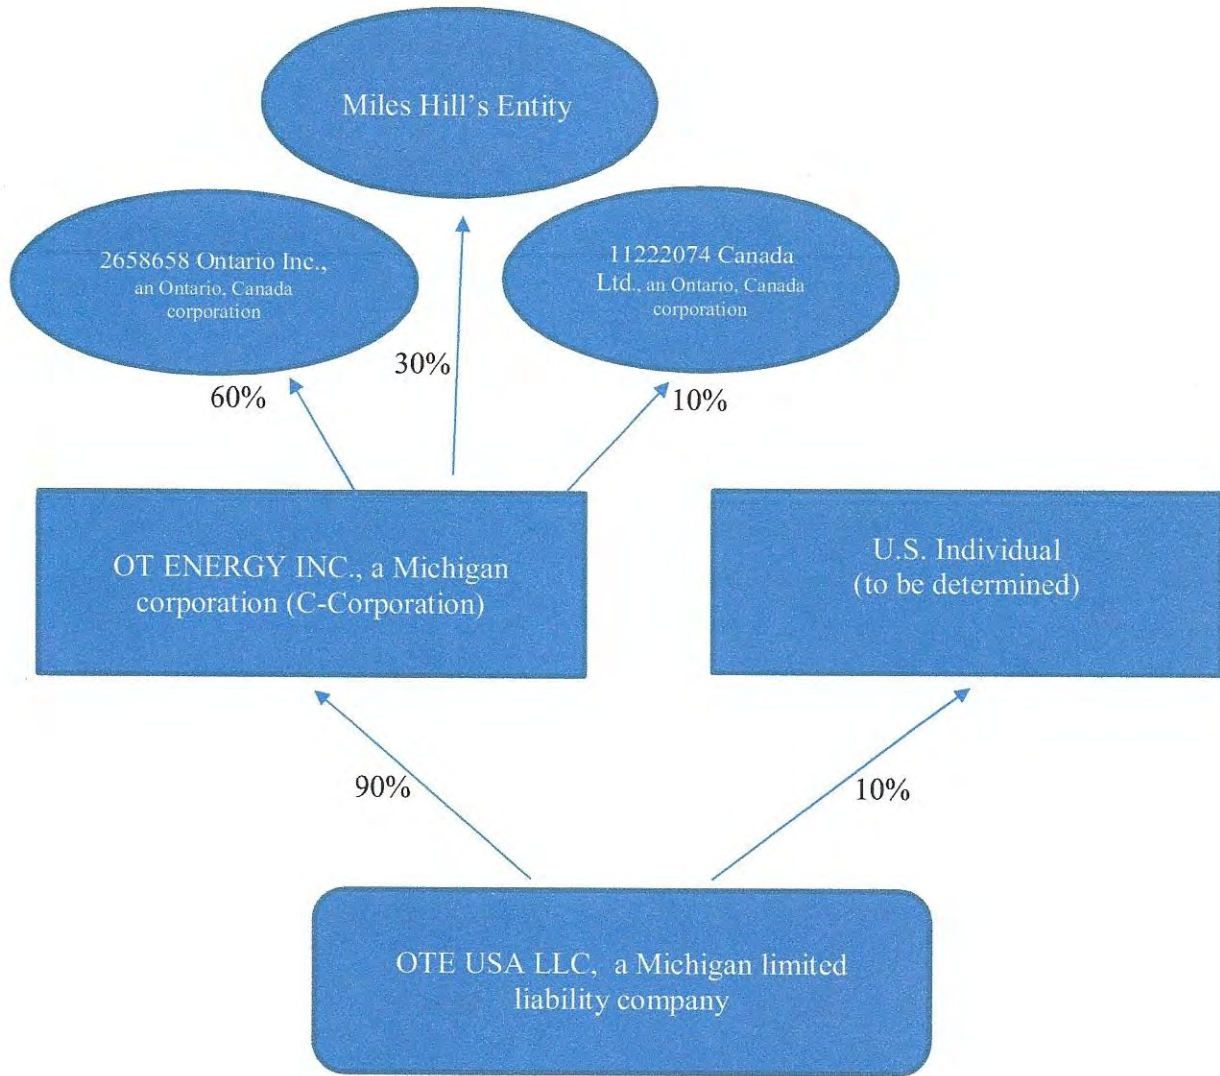 Miles Hill's Entity
2658658 Ontario Inc.,
an Ontario, Canada
corporation
11222074 Canada
Ltd., an Ontario, Canada
corporation
60%
30%
10%
OT ENERGY INC., a Michigan
corporation (C-Corporation)
U.S. Individual
(to be determined)
90%
10%
OTE USA LLC, a Michigan limited
liability company